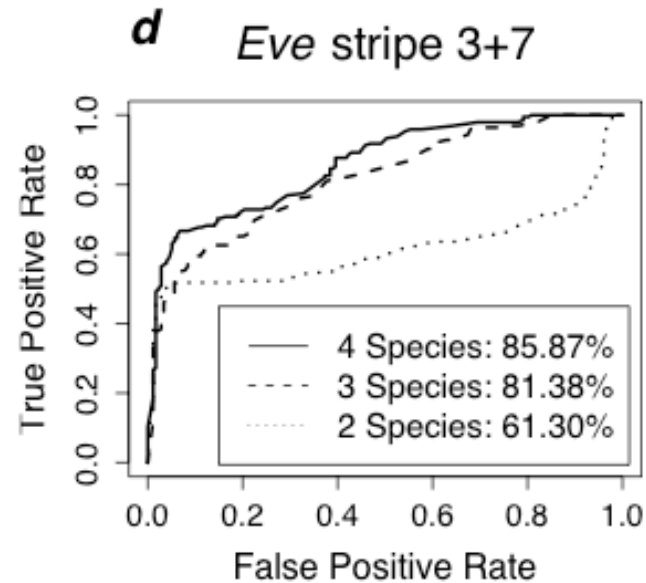 d
Eve stripe 3+7
True Positive Rate
1.0
0.8
0.6
0.4
0.2
0.0
4 Species: 85.87%
3 Species: 81.38%
2 Species: 61.30%
0.0 0.2 0.4 0.6 0.8 1.0
False Positive Rate